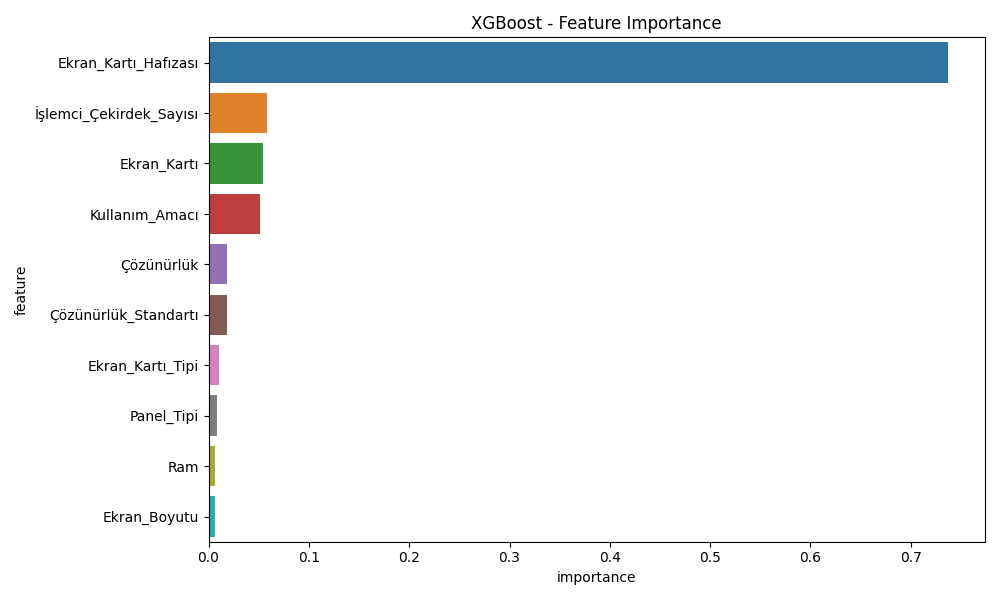 XGBoost - Feature Importance
Ekran_Kartı_Hafızası
İşlemci_Çekirdek_Sayısı
Ekran_Kartı
Kullanım_Amacı
Çözünürlük
Çözünürlük_Standartı
Ekran_Kartı_Tipi
Panel_Tipi
Ram
Ekran_Boyutu
feature
0.0 0.1 0.2 0.3 0.4 0.5 0.6 0.7
importance